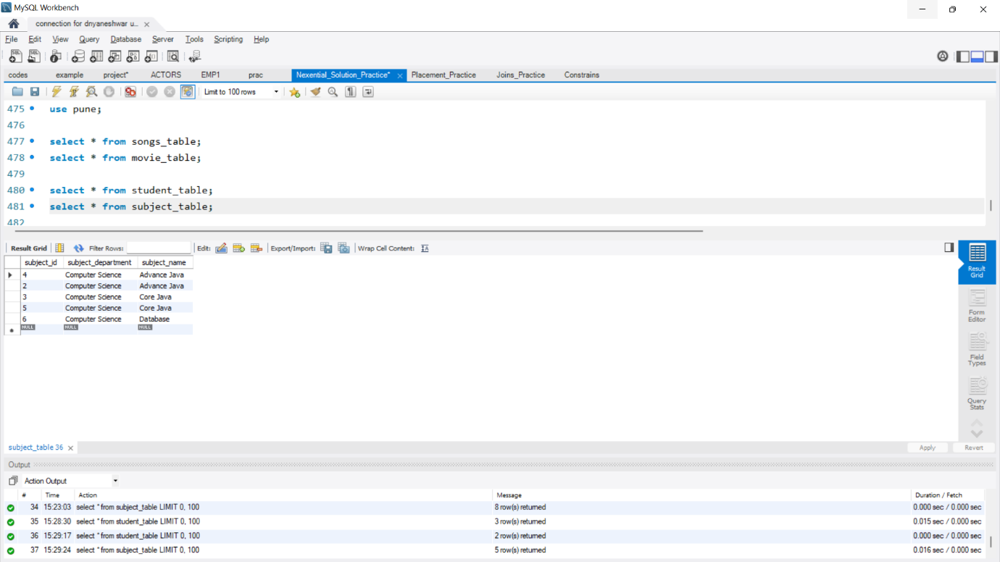 MySQL Workbench
connection for dnyaneshwar u...
File Edit View Query Database Server Tools Scripting Help
codes example project* ACTORS EMP1 prac Nexential_Solution_Practice* Placement_Practice Joins_Practice Constrains
Limit to 100 rows
475 use pune;
476
477 select * from songs_table;
478 select * from movie_table;
479
480 select * from student_table;
481 select * from subject_table;
482
Result Grid Filter Rows: Edit: Export/Import: Wrap Cell Content: IA
subject_id subject_department subject_name
4 Computer Science Advance Java
2 Computer Science Advance Java
3 Computer Science Core Java
5 Computer Science Core Java
6 Computer Science Database
NULL NULL NULL
Result Grid
Form Editor
Field Types
Query Stats
subject_table 36 Apply Revert
Output
Action Output
# Time Action Message Duration / Fetch
34 15:23:03 select * from subject_table LIMIT 0, 100 8 row(s) returned 0.000 sec / 0.000 sec
35 15:28:30 select * from student_table LIMIT 0, 100 3 row(s) returned 0.015 sec / 0.000 sec
36 15:29:17 select * from student_table LIMIT 0, 100 2 row(s) returned 0.000 sec / 0.000 sec
37 15:29:24 select * from subject_table LIMIT 0, 100 5 row(s) returned 0.016 sec / 0.000 sec